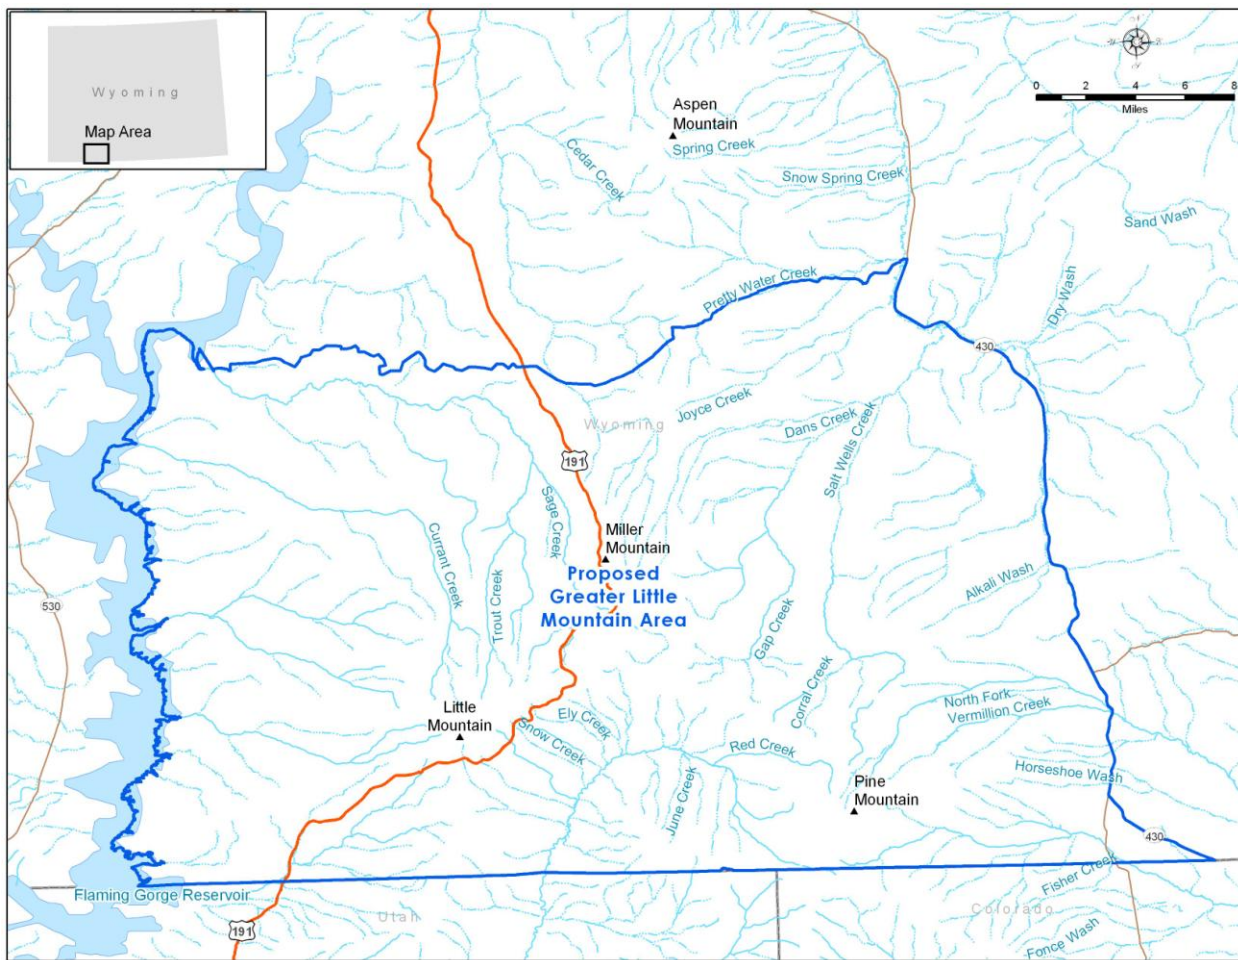 Wyoming
Map Area
0 2 4 6 8
Miles
Aspen
Mountain
Spring Creek
Cedar Creek
Snow Spring Creek
Sand Wash
Pretty Water Creek
Dry Wash
430
Joyce Creek
Wyoming
Dans Creek
Salt Wells Creek
191
Sage Creek
Currant Creek
Trout Creek
Miller
Mountain
Proposed
Greater Little
Mountain Area
Alkali Wash
530
Gap Creek
Corral Creek
North Fork
Vermillion Creek
Little
Mountain
Ely Creek
Snow Creek
Red Creek
Horseshoe Wash
June Creek
Pine
Mountain
430
Fisher Creek
Flaming Gorge Reservoir
Utah
Colorado
191
Fonce Wash